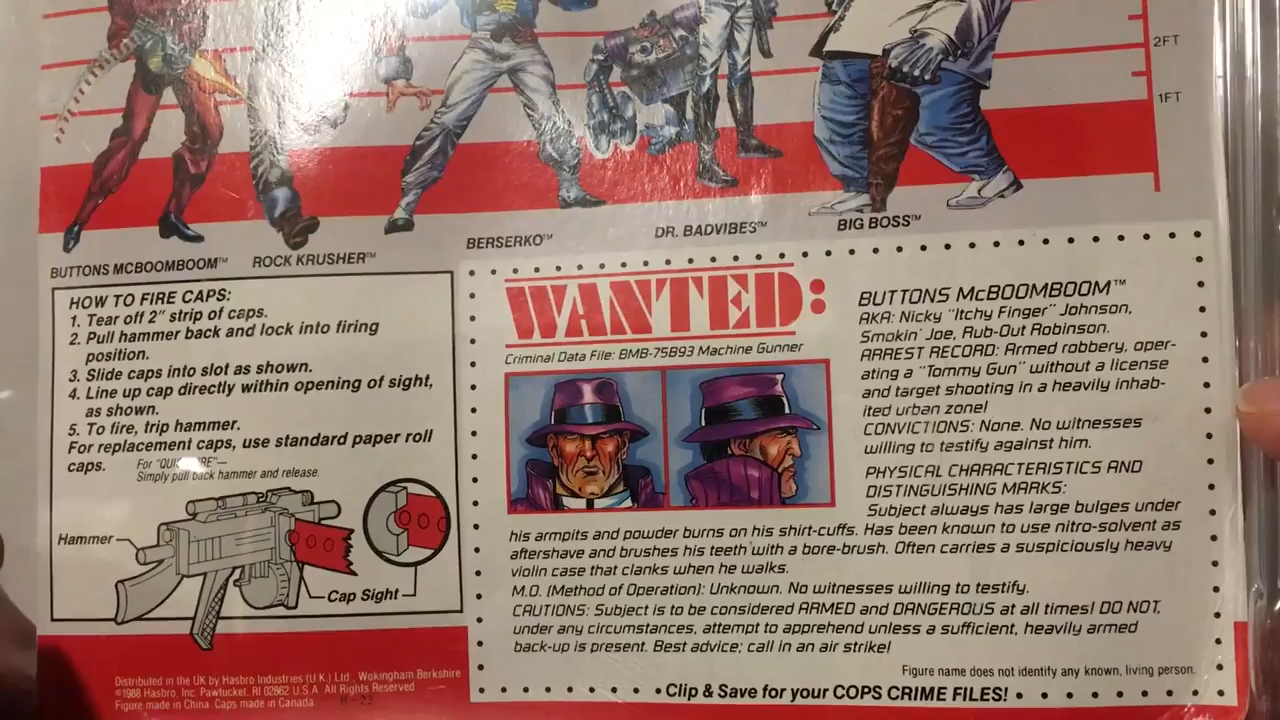 2FT
1FT
BUTTONS MCBOOMBOOM™
ROCK KRUSHER™
BERSERKO™
DR. BADVIBES™
BIG BOSS™
HOW TO FIRE CAPS:
1. Tear off 2" strip of caps.
2. Pull hammer back and lock into firing
position.
3. Slide caps into slot as shown.
4. Line up cap directly within opening of sight,
as shown.
5. To fire, trip hammer.
For replacement caps, use standard paper roll
caps.
For "QUICKFIRE"—
Simply pull back hammer and release.
Hammer
Cap Sight
WANTED:
Criminal Data File: BMB-75B93 Machine Gunner
BUTTONS McBOOMBOOM™
AKA: Nicky "Itchy Finger" Johnson,
Smokin' Joe, Rub-Out Robinson.
ARREST RECORD: Armed robbery, oper-
ating a "Tommy Gun" without a license
and target shooting in a heavily inhab-
ited urban zone!
CONVICTIONS: None. No witnesses
willing to testify against him.
PHYSICAL CHARACTERISTICS AND
DISTINGUISHING MARKS:
Subject always has large bulges under
his armpits and powder burns on his shirt-cuffs. Has been known to use nitro-solvent as
aftershave and brushes his teeth with a bore-brush. Often carries a suspiciously heavy
violin case that clanks when he walks.
M.O. (Method of Operation): Unknown. No witnesses willing to testify.
CAUTIONS: Subject is to be considered ARMED and DANGEROUS at all times! DO NOT,
under any circumstances, attempt to apprehend unless a sufficient, heavily armed
back-up is present. Best advice; call in an air strike!
Figure name does not identify any known, living person.
Clip & Save for your COPS CRIME FILES!
Distributed in the UK by Hasbro Industries (U.K.) Ltd., Wokingham Berkshire
©1988 Hasbro, Inc. Pawtucket, RI 02862 U.S.A. All Rights Reserved
Figure made in China. Caps made in Canada.